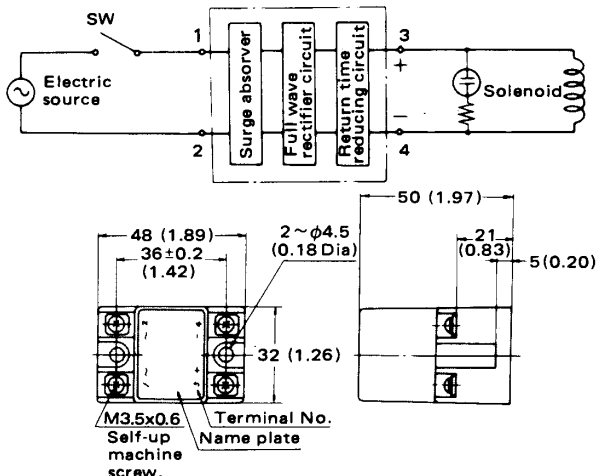 SW
1
3
+
Electric
source
Surge absorver
Full wave
rectifier circuit
Return time
reducing circuit
Solenoid
2
−
4
50 (1.97)
48 (1.89)
36±0.2
(1.42)
2~φ4.5
(0.18 Dia)
21
(0.83)
5(0.20)
32 (1.26)
M3.5x0.6
Self-up
machine
screw.
Terminal No.
Name plate